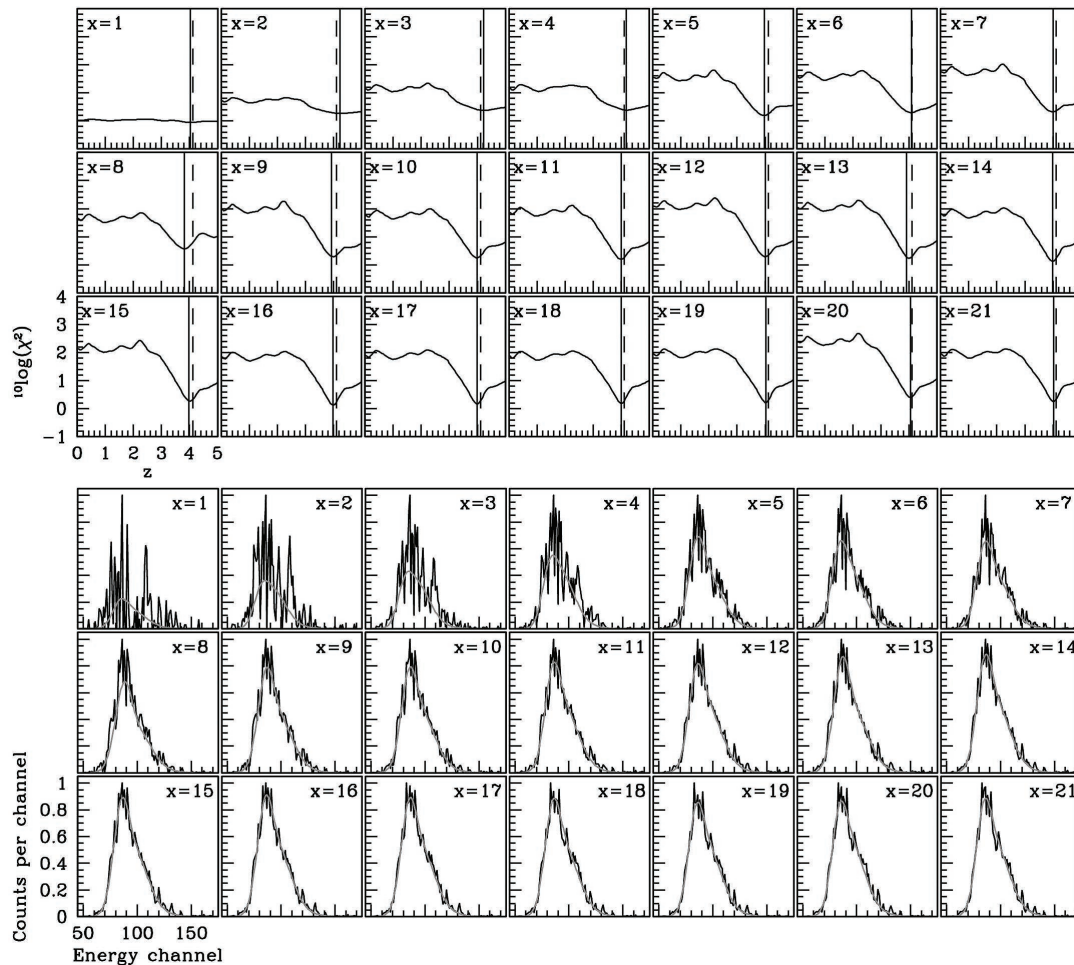 x=1 x=2 x=3 x=4 x=5 x=6 x=7
x=8 x=9 x=10 x=11 x=12 x=13 x=14
x=15 x=16 x=17 x=18 x=19 x=20 x=21
¹⁰log(χ²)
4
3
2
1
0
−1
0 1 2 3 4 5
z
x=1 x=2 x=3 x=4 x=5 x=6 x=7
x=8 x=9 x=10 x=11 x=12 x=13 x=14
x=15 x=16 x=17 x=18 x=19 x=20 x=21
Counts per channel
1
0.8
0.6
0.4
0.2
0
50 100 150
Energy channel